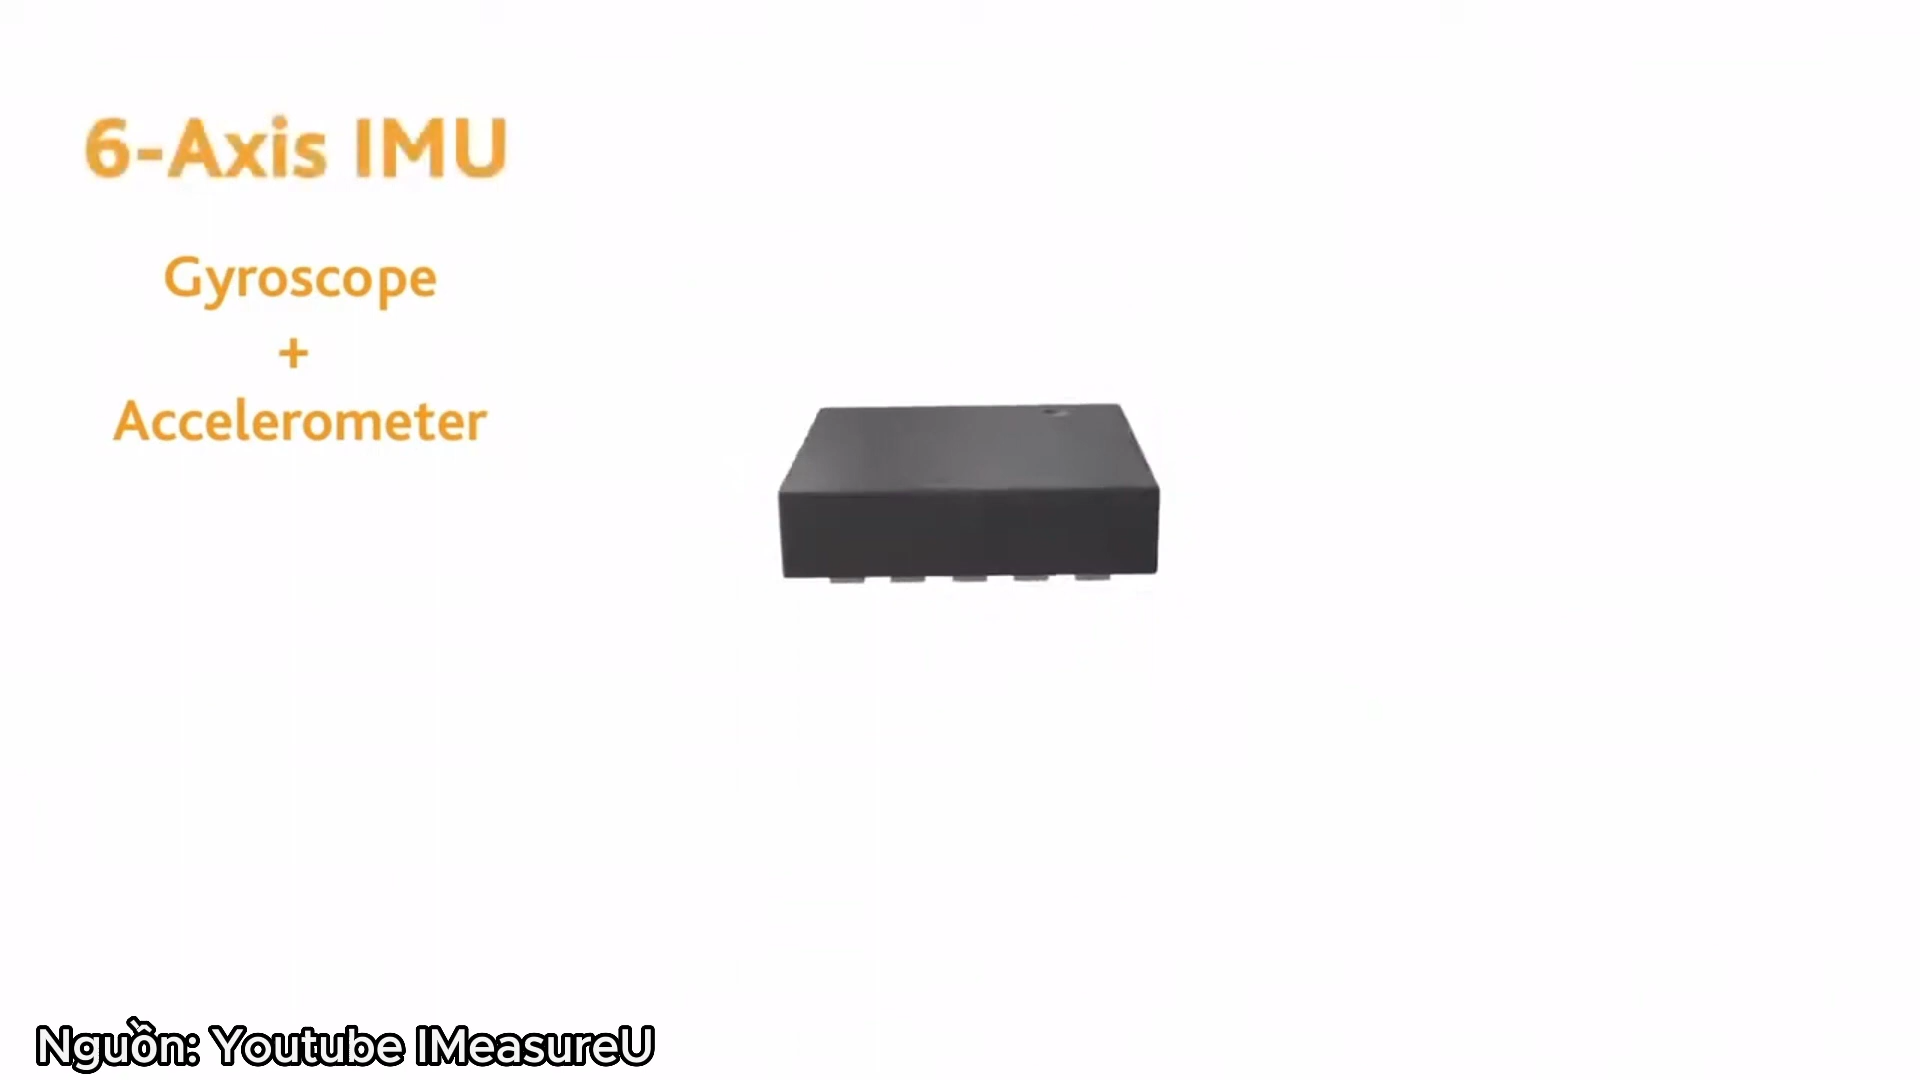 6-Axis IMU
Gyroscope
+
Accelerometer
Nguồn: Youtube IMeasureU